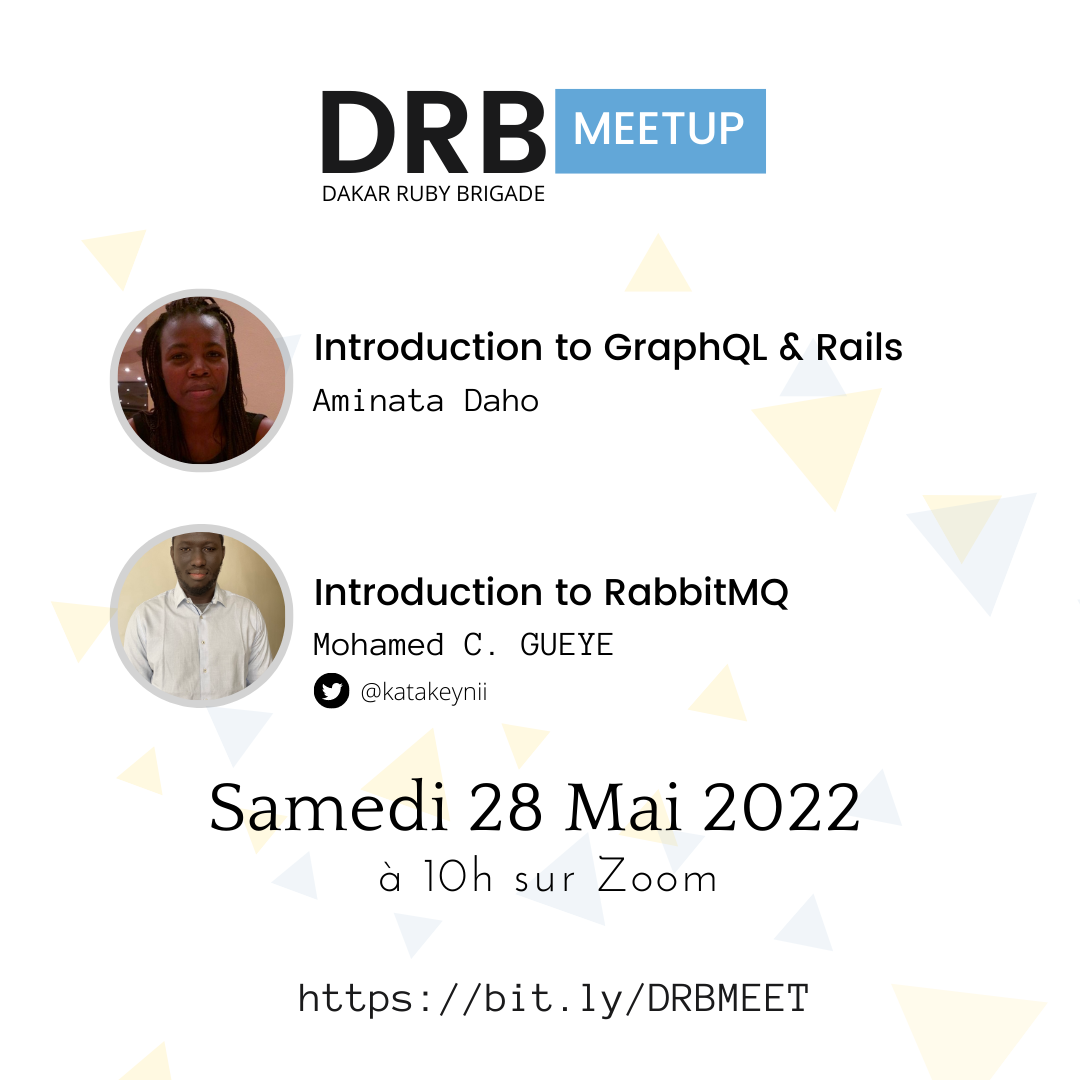 DRB MEETUP
DAKAR RUBY BRIGADE
Introduction to GraphQL & Rails
Aminata Daho
Introduction to RabbitMQ
Mohamed C. GUEYE
@katakeynii
Samedi 28 Mai 2022
à 10h sur Zoom
https://bit.ly/DRBMEET